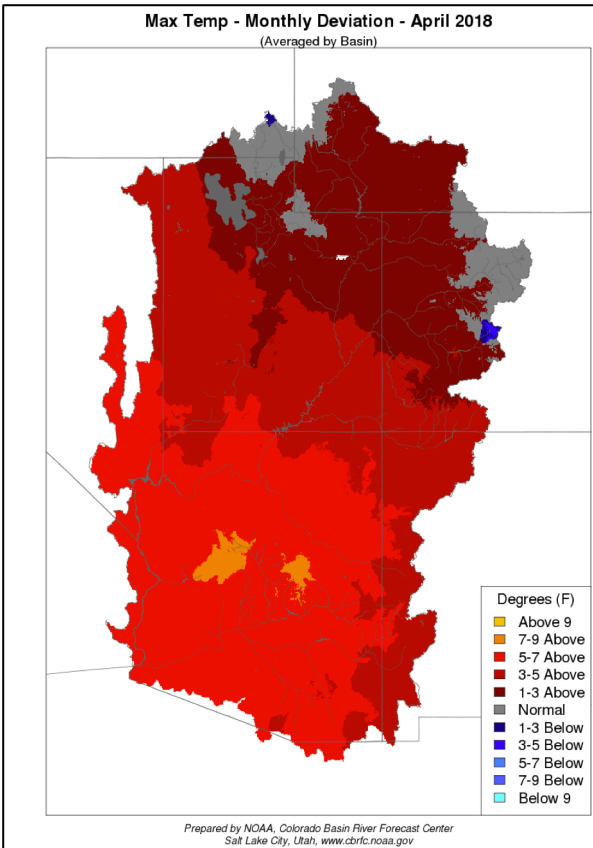 Max Temp - Monthly Deviation - April 2018
(Averaged by Basin)
Degrees (F)
Above 9
7-9 Above
5-7 Above
3-5 Above
1-3 Above
Normal
1-3 Below
3-5 Below
5-7 Below
7-9 Below
Below 9
Prepared by NOAA, Colorado Basin River Forecast Center
Salt Lake City, Utah, www.cbrfc.noaa.gov